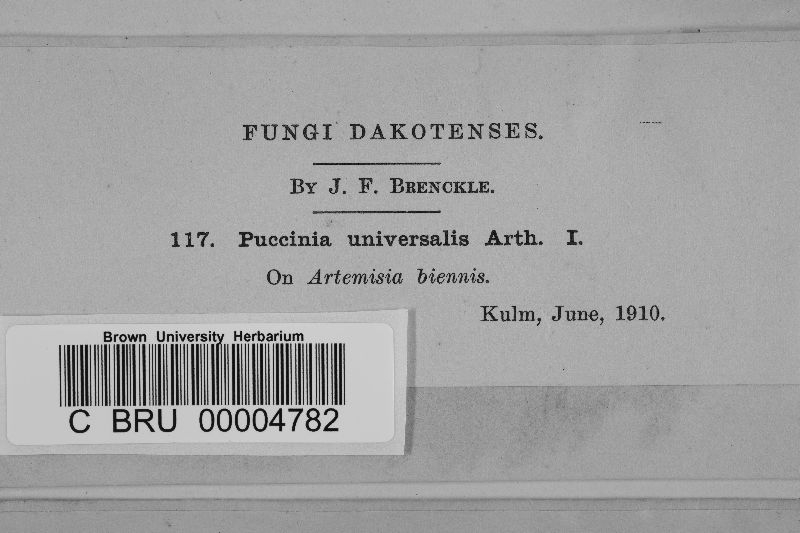 FUNGI DAKOTENSES.
BY J. F. BRENCKLE.
117. Puccinia universalis Arth. I.
On Artemisia biennis.
Kulm, June, 1910.
Brown University Herbarium
C BRU 00004782